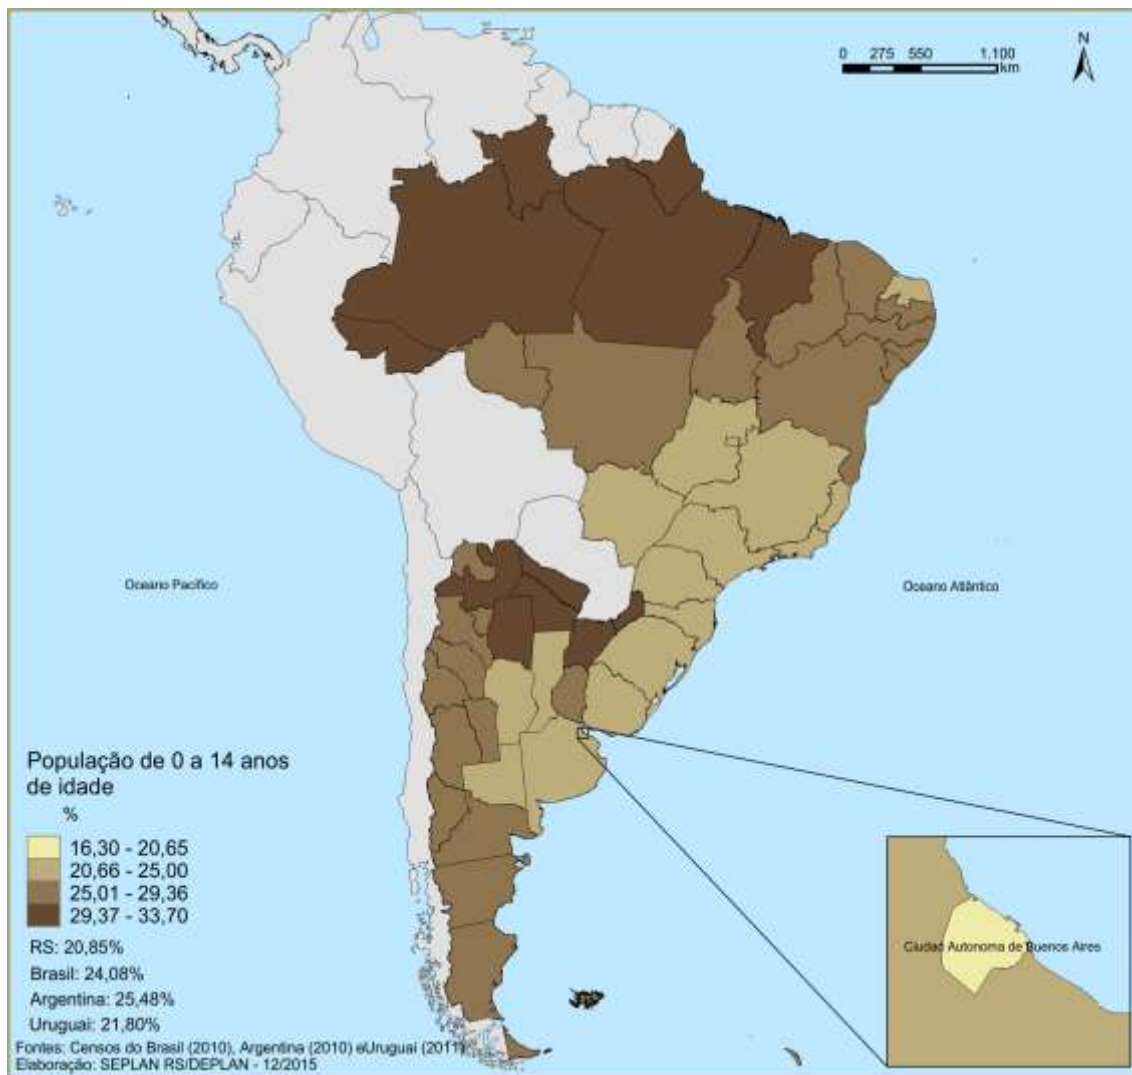 N
0 275 550 1.100
km
Oceano Pacífico
Oceano Atlântico
População de 0 a 14 anos
de idade
%
16,30 - 20,65
20,66 - 25,00
25,01 - 29,36
29,37 - 33,70
RS: 20,85%
Brasil: 24,08%
Argentina: 25,48%
Uruguai: 21,80%
Ciudad Autonoma de Buenos Aires
Fontes: Censos do Brasil (2010), Argentina (2010) eUruguai (2011)
Elaboração: SEPLAN RS/DEPLAN - 12/2015